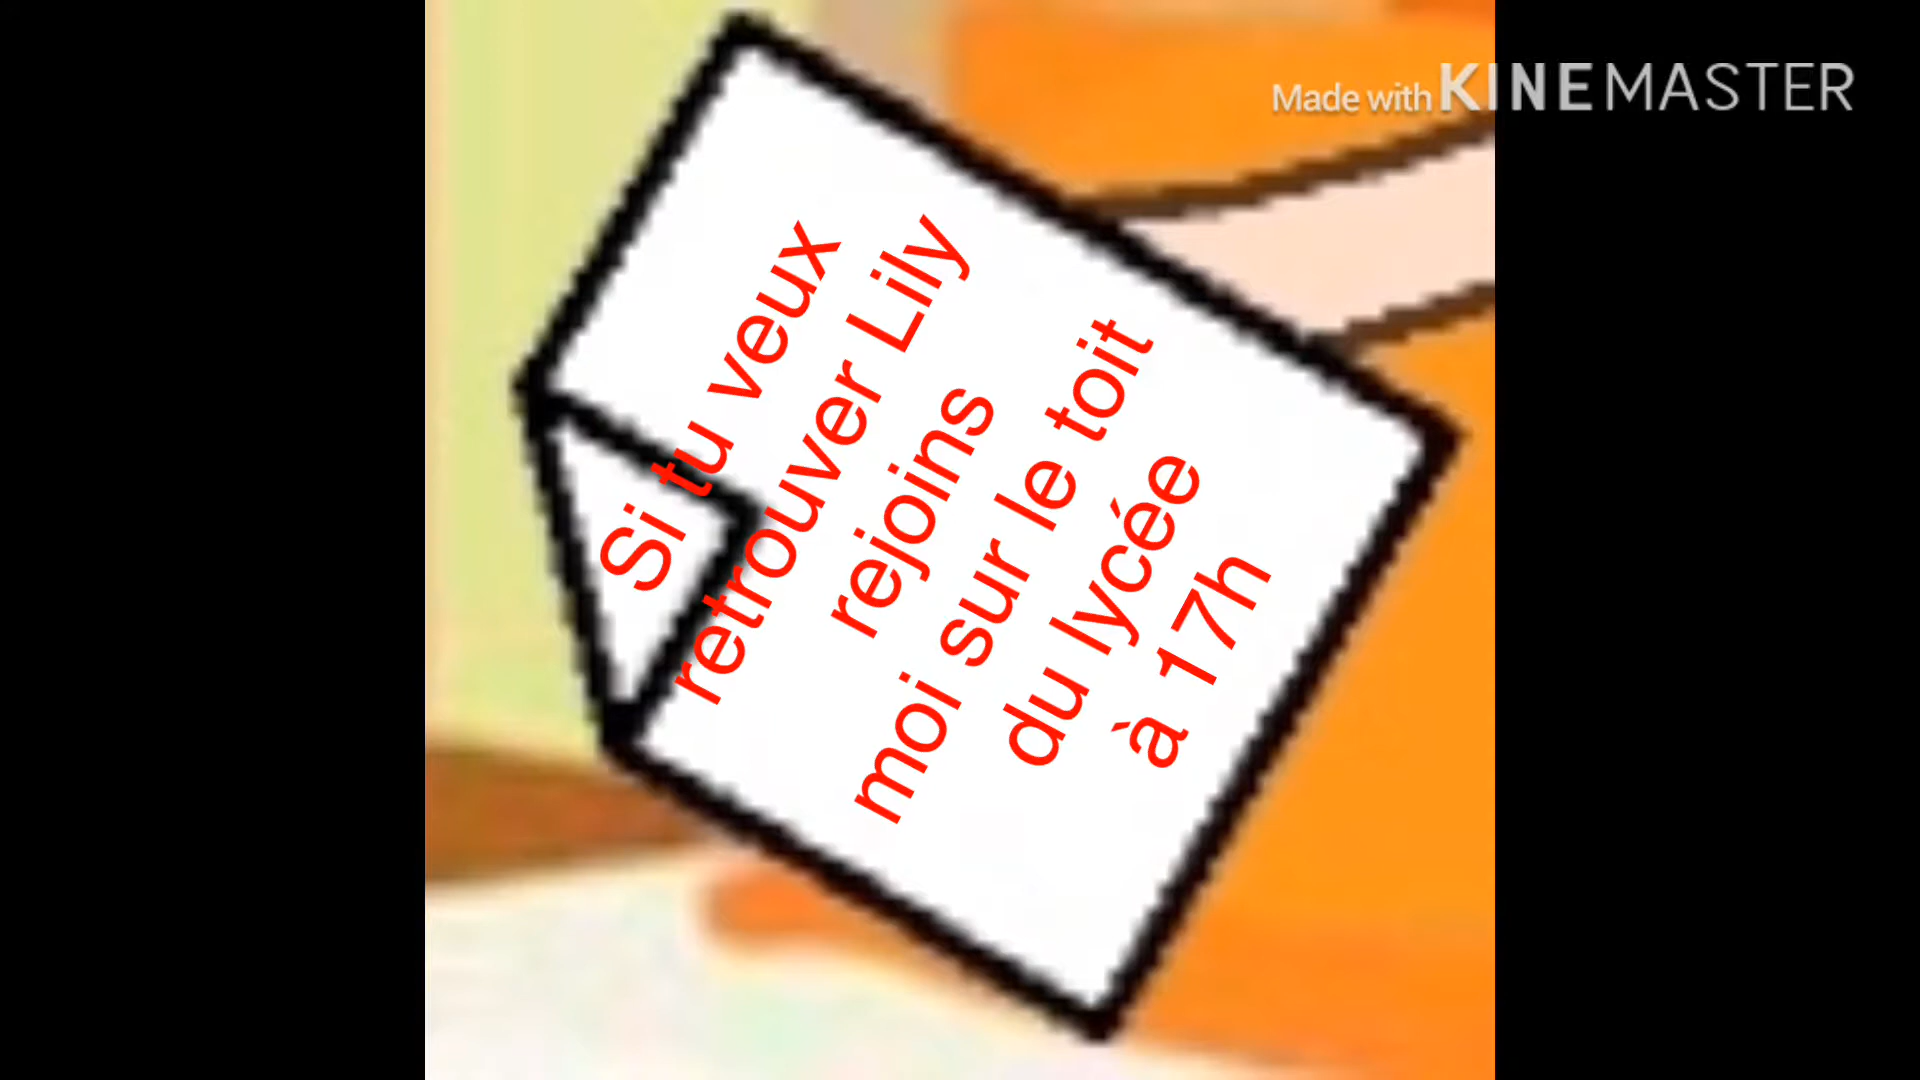 Made with KINEMASTER
Si tu veux
retrouver Lily
rejoins
moi sur le toit
du lycée
à 17h